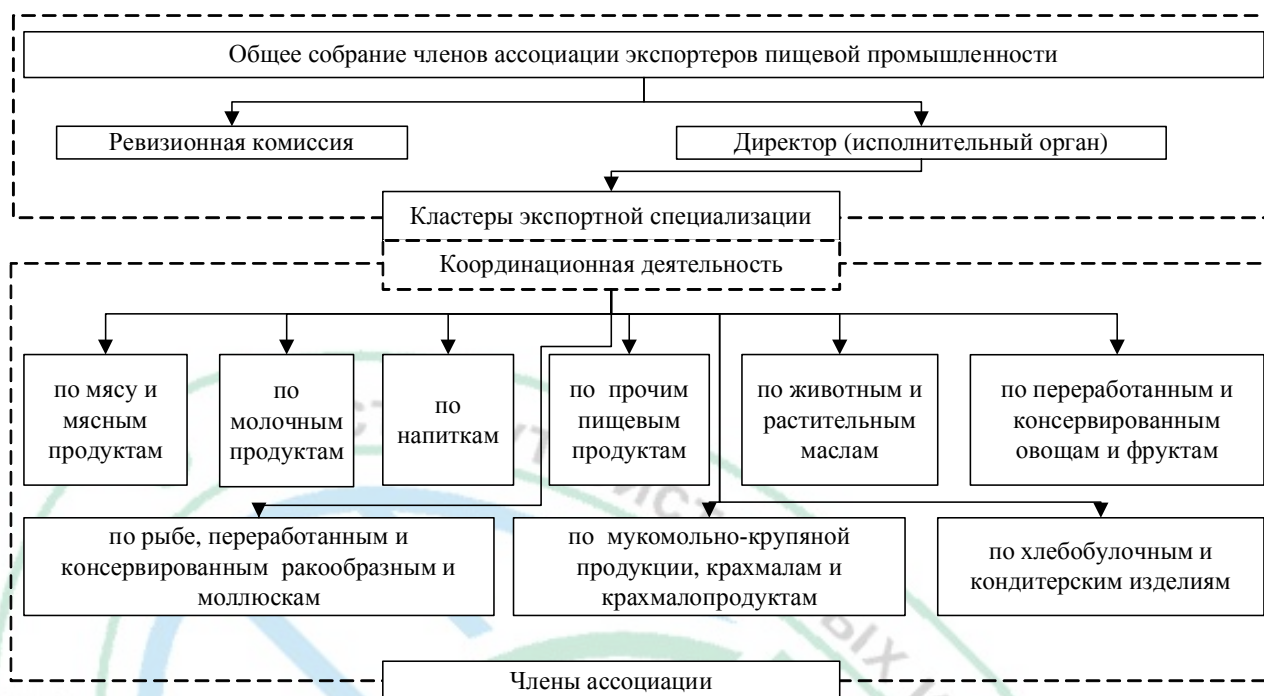 Общее собрание членов ассоциации экспортеров пищевой промышленности
Ревизионная комиссия
Директор (исполнительный орган)
Кластеры экспортной специализации
Координационная деятельность
по мясу и
мясным
продуктам
по
молочным
продуктам
по
напиткам
по прочим
пищевым
продуктам
по животным и
растительным
маслам
по переработанным и
консервированным
овощам и фруктам
по рыбе, переработанным и
консервированным ракообразным и
моллюскам
по мукомольно-крупяной
продукции, крахмалам и
крахмалопродуктам
по хлебобулочным и
кондитерским изделиям
Члены ассоциации